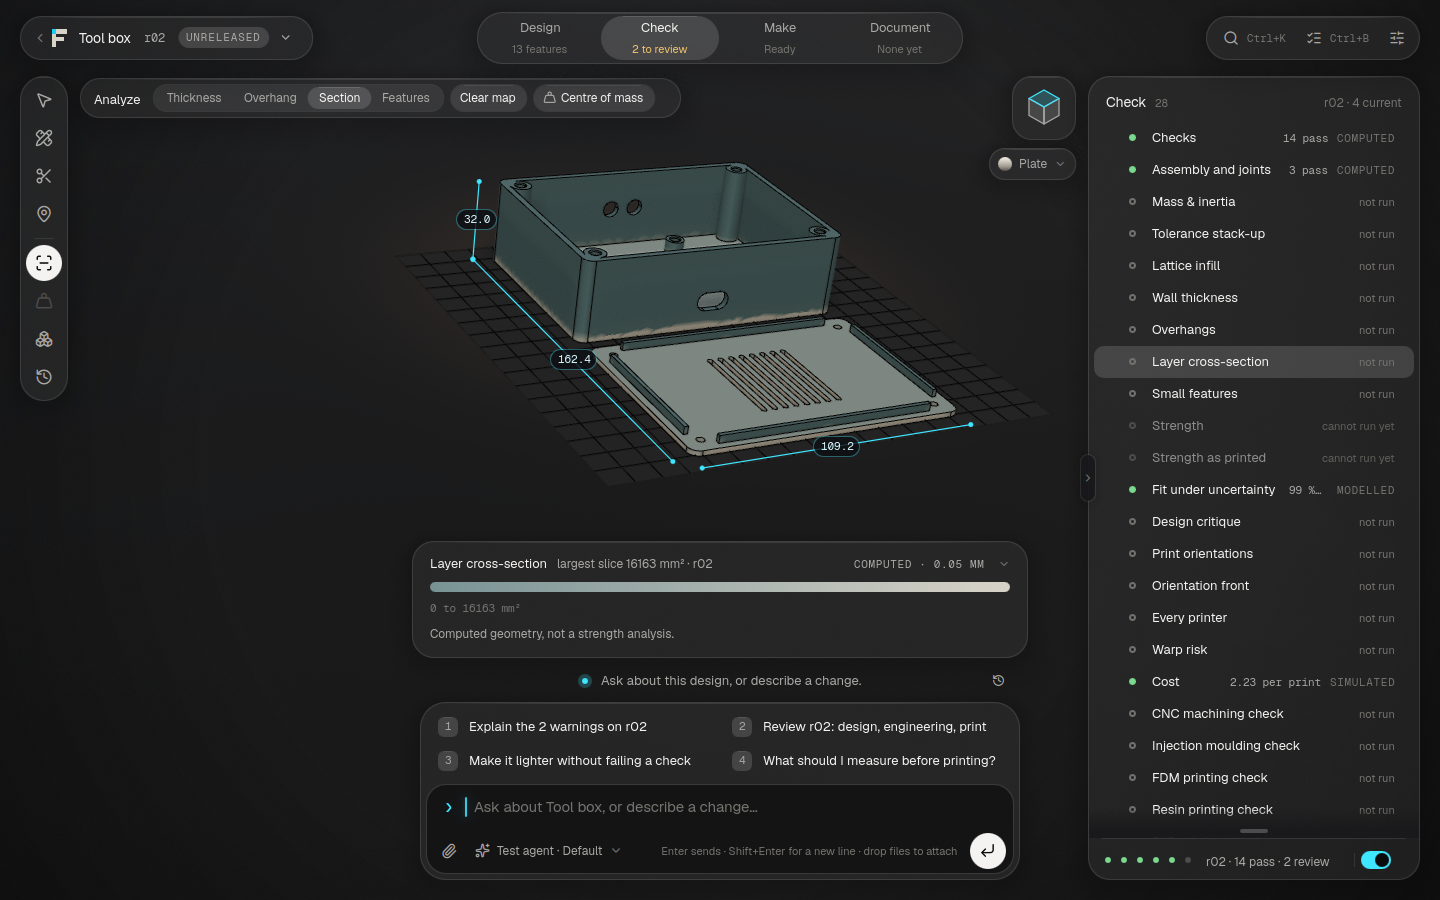 Tool box r02 UNRELEASED
Design
13 features
Check
2 to review
Make
Ready
Document
None yet
Ctrl+K Ctrl+B
Analyze Thickness Overhang Section Features Clear map Centre of mass
Plate
32.0
162.4
109.2
Check 28 r02 · 4 current
Checks 14 pass COMPUTED
Assembly and joints 3 pass COMPUTED
Mass & inertia not run
Tolerance stack-up not run
Lattice infill not run
Wall thickness not run
Overhangs not run
Layer cross-section not run
Small features not run
Strength cannot run yet
Strength as printed cannot run yet
Fit under uncertainty 99 %… MODELLED
Design critique not run
Print orientations not run
Orientation front not run
Every printer not run
Warp risk not run
Cost 2.23 per print SIMULATED
CNC machining check not run
Injection moulding check not run
FDM printing check not run
Resin printing check not run
r02 · 14 pass · 2 review
Layer cross-section largest slice 16163 mm² · r02 COMPUTED · 0.05 MM
0 to 16163 mm²
Computed geometry, not a strength analysis.
Ask about this design, or describe a change.
1 Explain the 2 warnings on r02
2 Review r02: design, engineering, print
3 Make it lighter without failing a check
4 What should I measure before printing?
Ask about Tool box, or describe a change…
Test agent · Default
Enter sends · Shift+Enter for a new line · drop files to attach